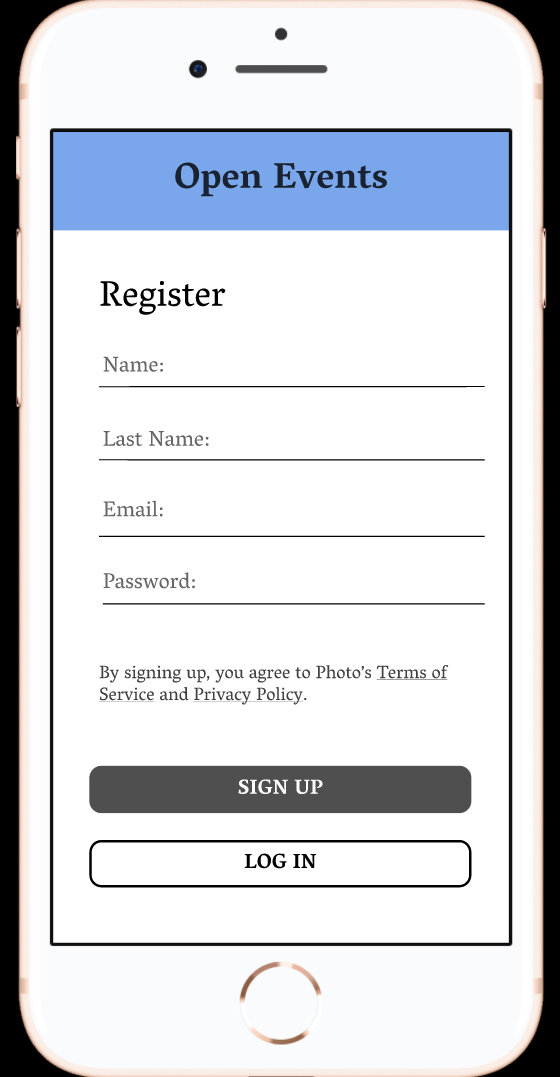 Open Events
Register
Name:
Last Name:
Email:
Password:
By signing up, you agree to Photo’s Terms of
Service and Privacy Policy.
SIGN UP
LOG IN